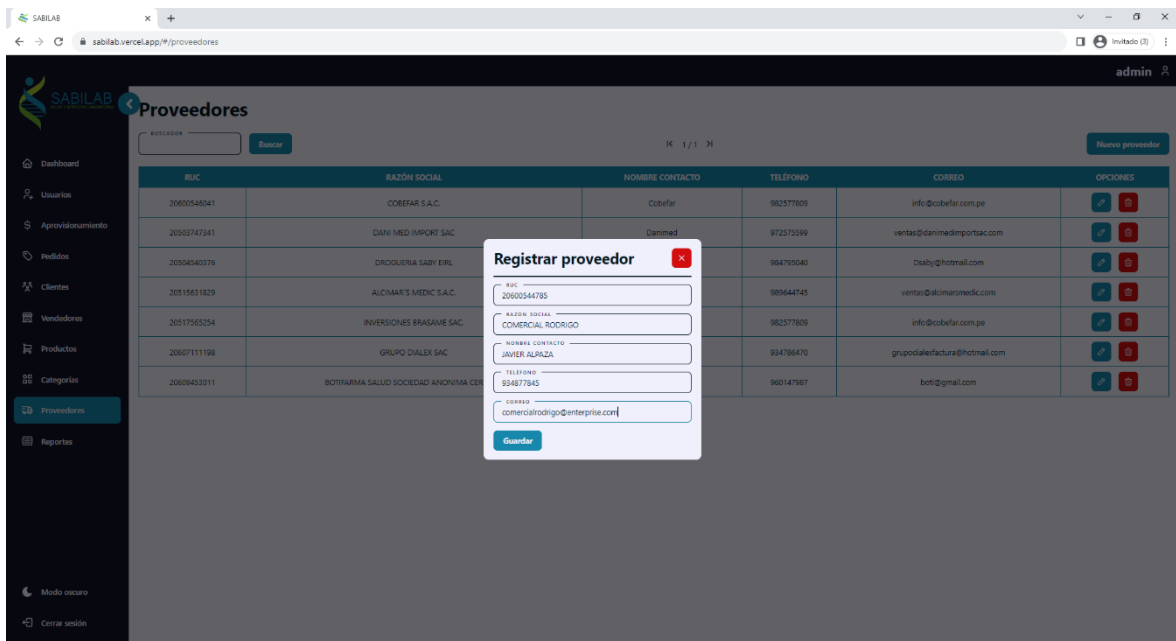 SABILAB
sabilab.vercel.app/#/proveedores
Invitado (3)
admin
SABILAB
Proveedores
BUSCADOR
Buscar
1 / 1
Nuevo proveedor
Dashboard
Usuarios
Aprovisionamiento
Pedidos
Clientes
Vendedores
Productos
Categorías
Proveedores
Reportes
Modo oscuro
Cerrar sesión
RUC RAZÓN SOCIAL NOMBRE CONTACTO TELÉFONO CORREO OPCIONES
20600546041 COBEFAR S.A.C. Cobefar 982577809 info@cobefar.com.pe
20503747341 DANI MED IMPORT SAC Danimed 972575599 ventas@danimedimportsac.com
20504540376 DROGUERIA SABY EIRL 984795040 Dsaby@hotmail.com
20515631829 ALCIMAR'S MEDIC S.A.C. 989644745 ventas@alcimarsmedic.com
20517565254 INVERSIONES BRASAME SAC. 982577809 info@cobefar.com.pe
20607111198 GRUPO DIALEX SAC 934786470 grupodialexfactura@hotmail.com
20609453011 BOTIFARMA SALUD SOCIEDAD ANONIMA CER 960147987 boti@gmail.com
Registrar proveedor
RUC
20600544785
RAZÓN SOCIAL
COMERCIAL RODRIGO
NOMBRE CONTACTO
JAVIER ALPAZA
TELÉFONO
934877845
CORREO
comercialrodrigo@enterprise.com
Guardar